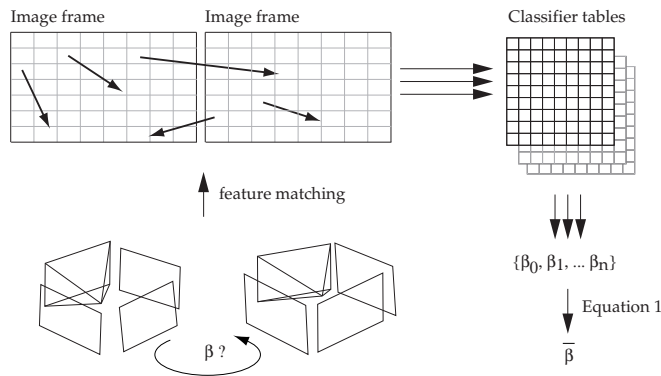 Image frame
Image frame
Classifier tables
feature matching
{β0, β1, ... βn}
Equation 1
β ?
β̅